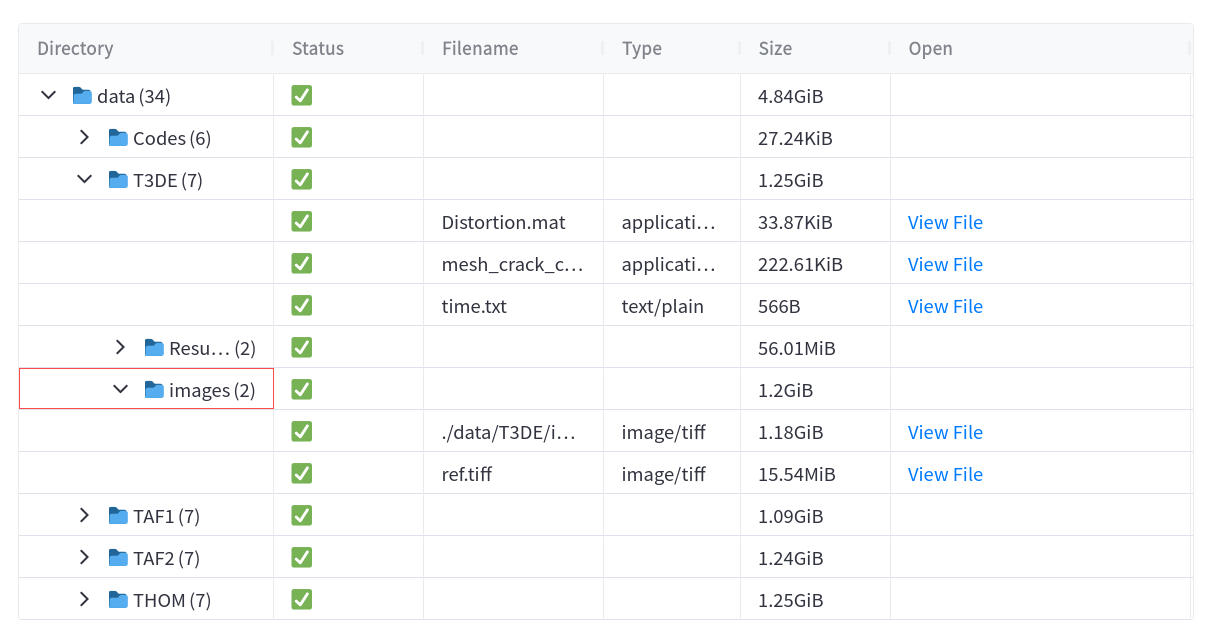 Directory Status Filename Type Size Open
data (34) 4.84GiB
Codes (6) 27.24KiB
T3DE (7) 1.25GiB
Distortion.mat applicati... 33.87KiB View File
mesh_crack_c... applicati... 222.61KiB View File
time.txt text/plain 566B View File
Resu... (2) 56.01MiB
images (2) 1.2GiB
./data/T3DE/i... image/tiff 1.18GiB View File
ref.tiff image/tiff 15.54MiB View File
TAF1 (7) 1.09GiB
TAF2 (7) 1.24GiB
THOM (7) 1.25GiB